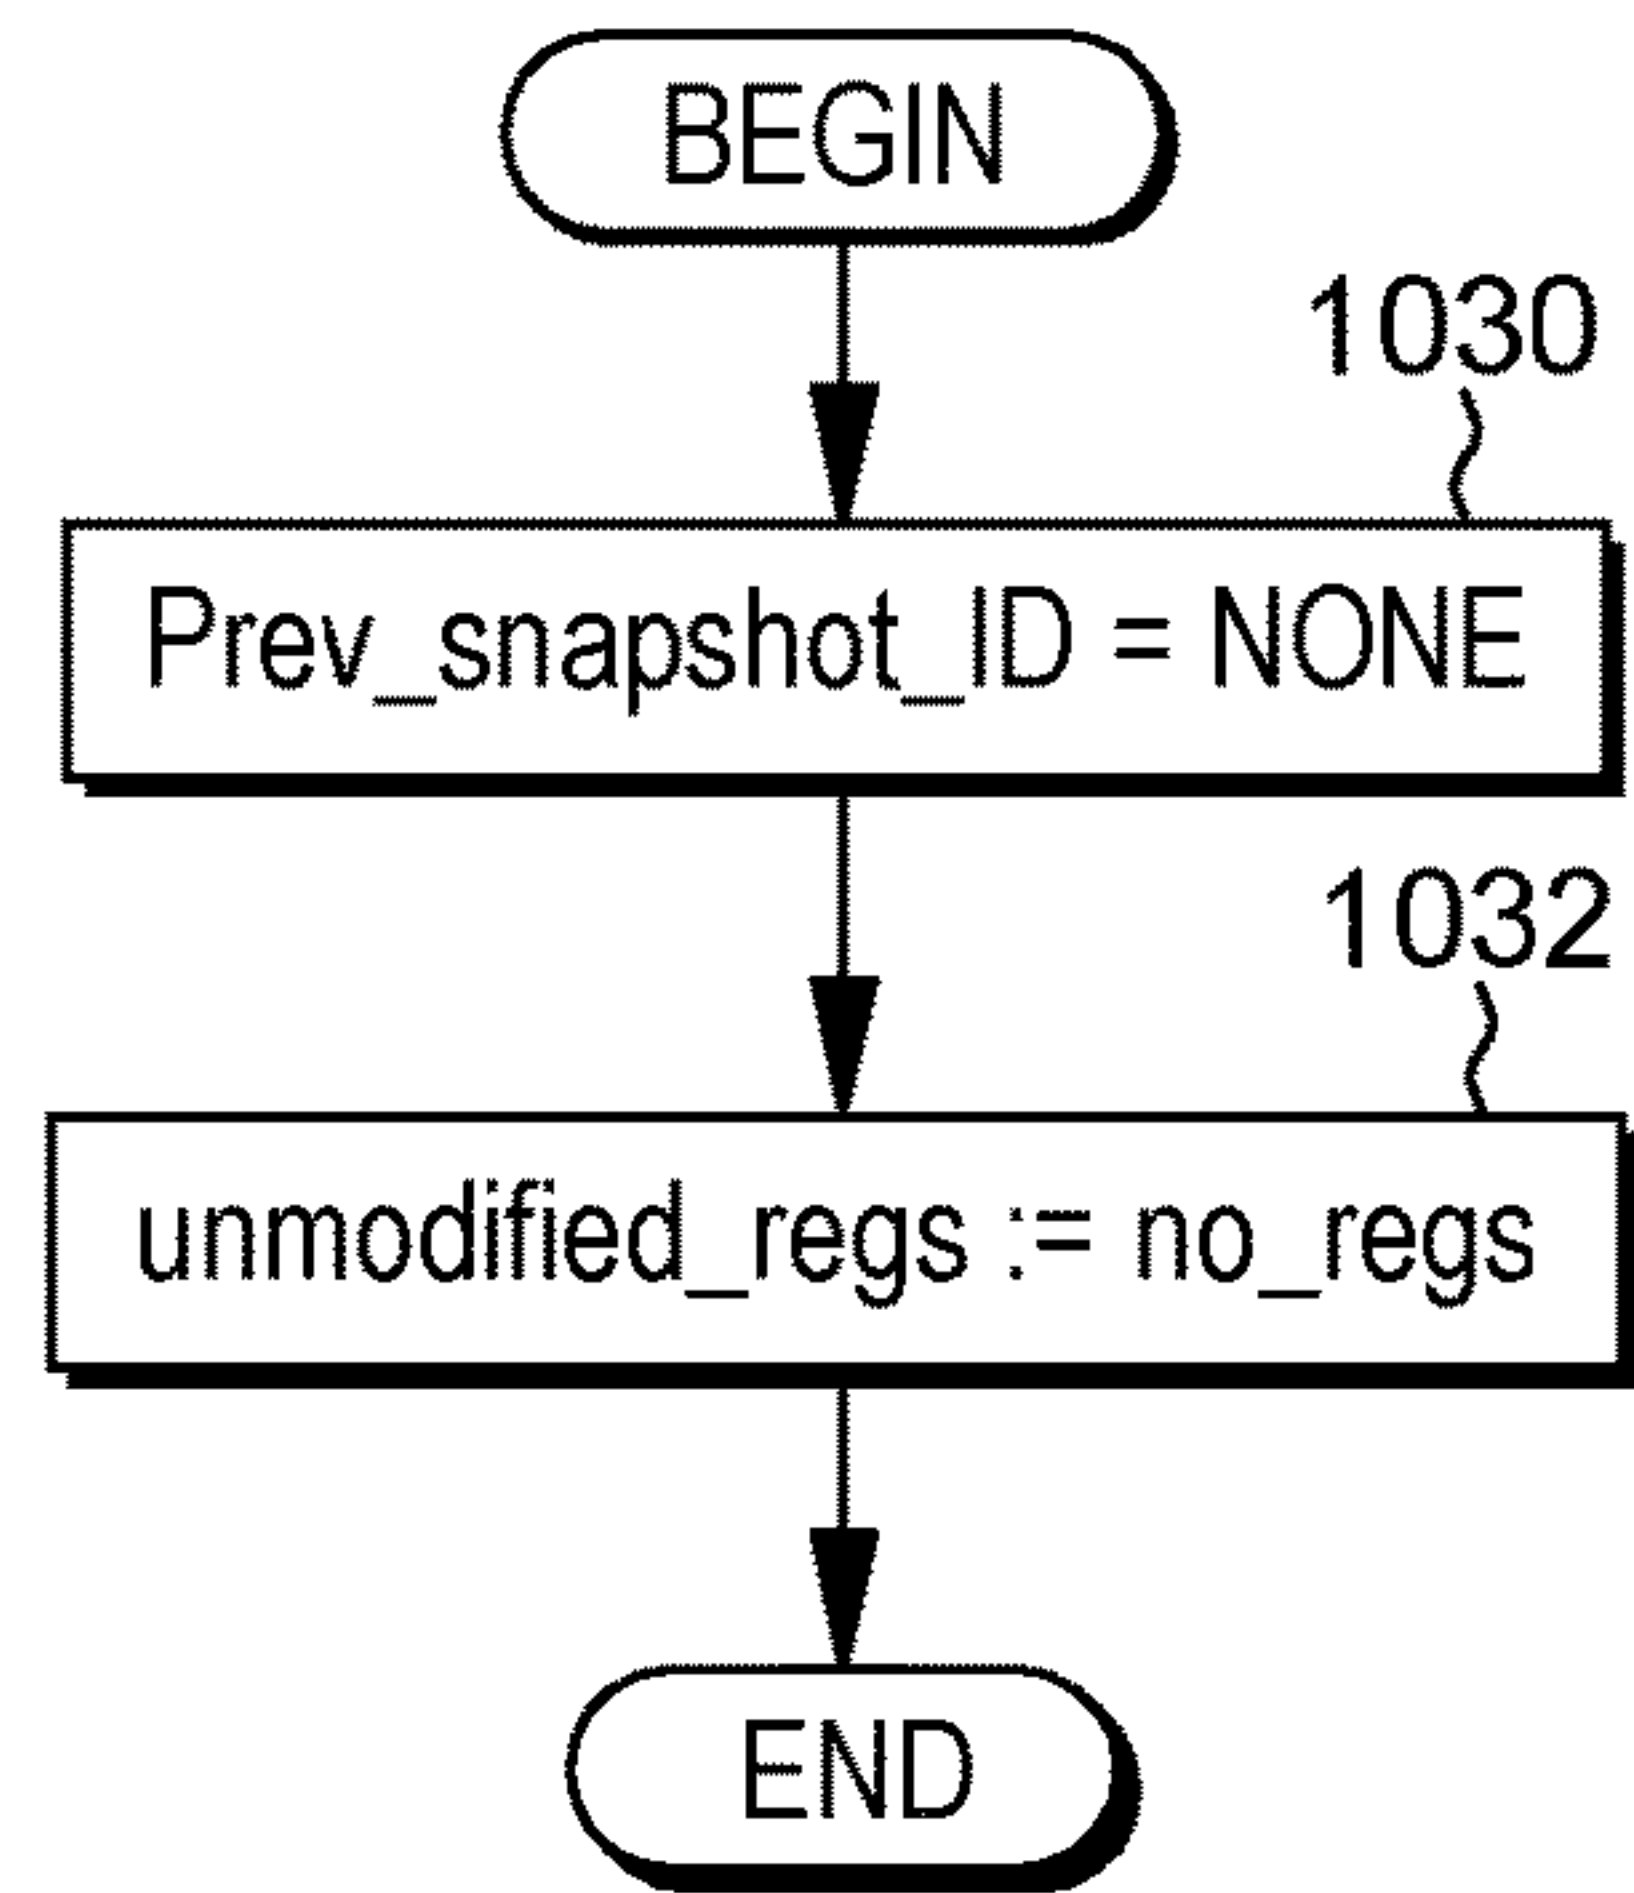 BEGIN
1030
Prev_snapshot_ID = NONE
1032
unmodified_regs := no_regs
END